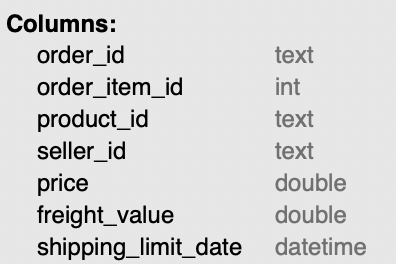 Columns:
order_id text
order_item_id int
product_id text
seller_id text
price double
freight_value double
shipping_limit_date datetime